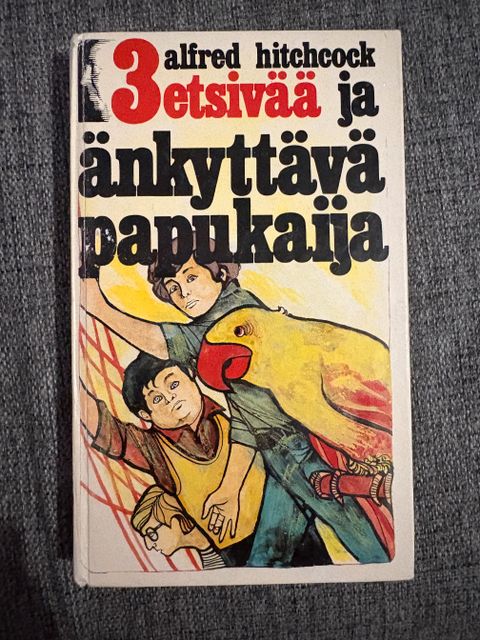 alfred hitchcock
3 etsivää ja
änkyttävä
papukaija